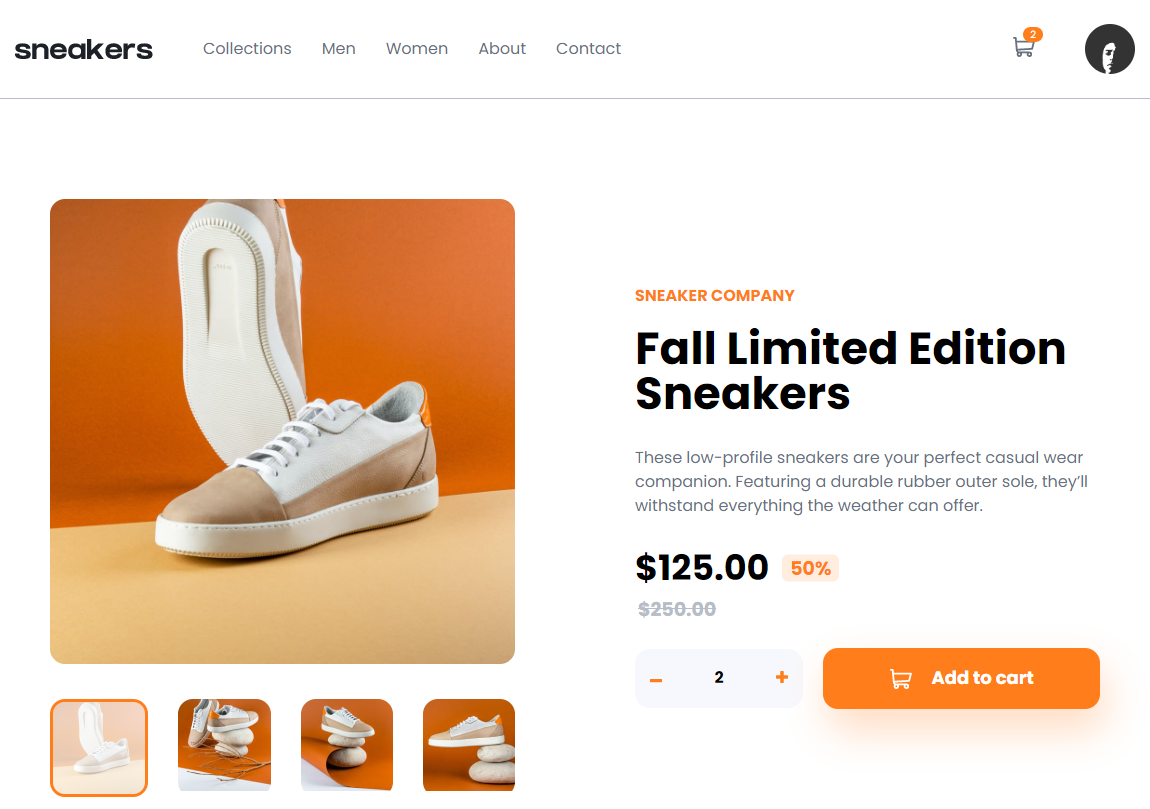 sneakers
Collections
Men
Women
About
Contact
2
SNEAKER COMPANY
Fall Limited Edition
Sneakers
These low-profile sneakers are your perfect casual wear
companion. Featuring a durable rubber outer sole, they’ll
withstand everything the weather can offer.
$125.00
50%
$250.00
2
Add to cart